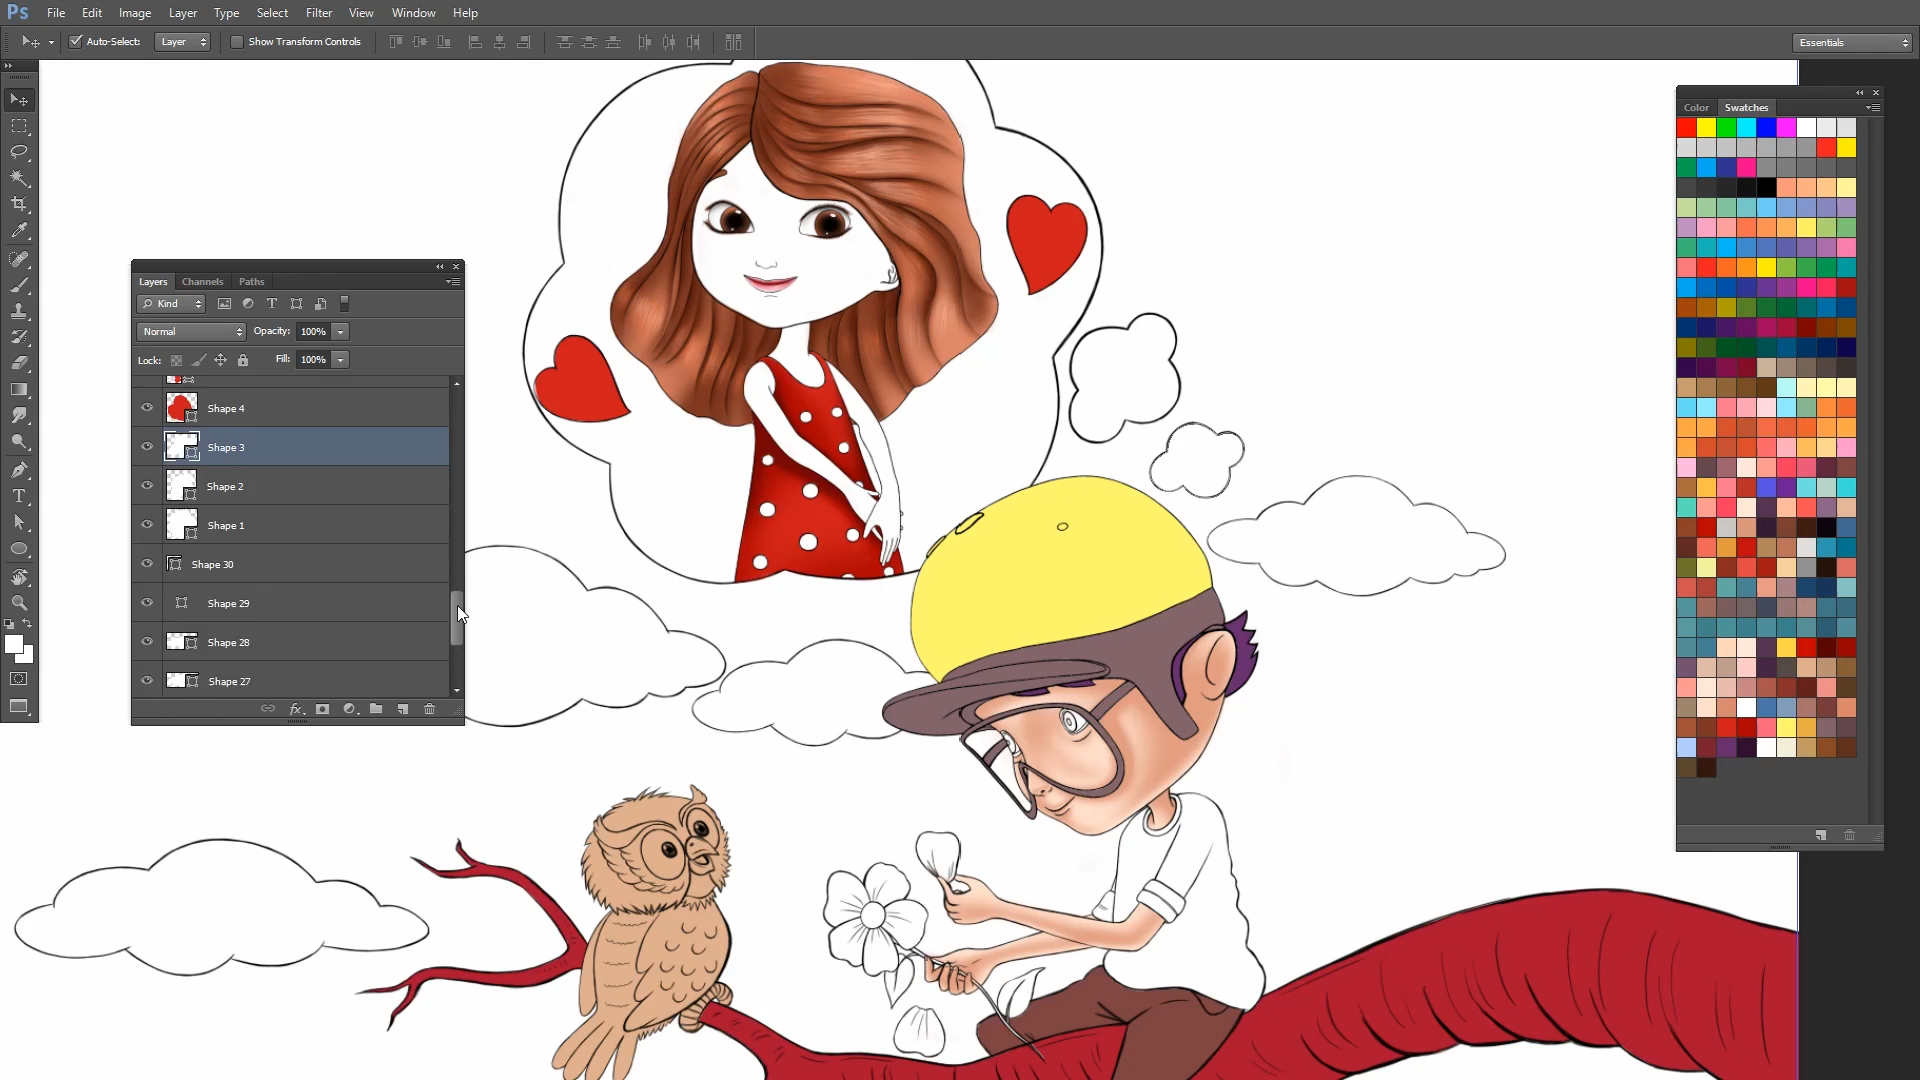 Ps File Edit Image Layer Type Select Filter View Window Help
Auto-Select: Layer Show Transform Controls Essentials
Color Swatches
Layers Channels Paths
Kind
Normal Opacity: 100%
Lock: Fill: 100%
Shape 4
Shape 3
Shape 2
Shape 1
Shape 30
Shape 29
Shape 28
Shape 27
fx